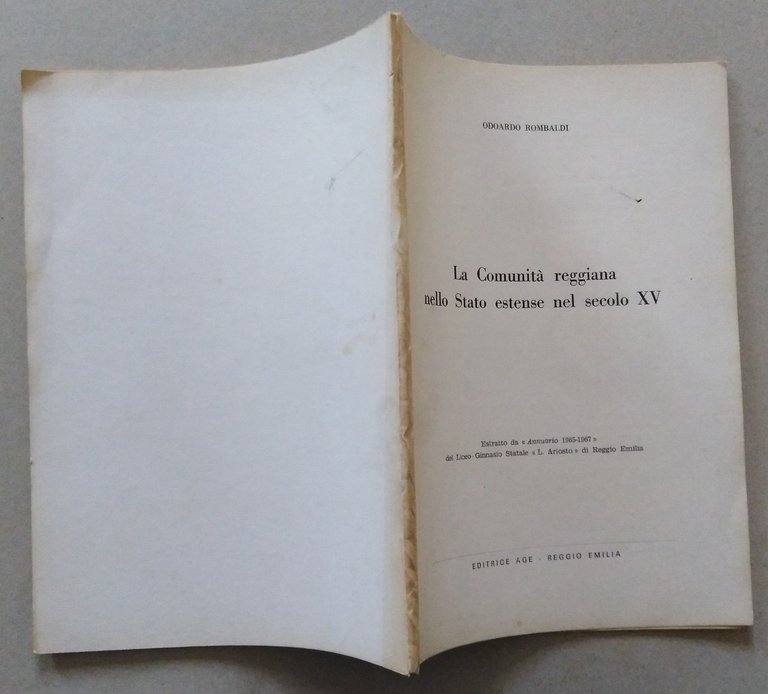 ODOARDO ROMBALDI
La Comunità reggiana
nello Stato estense nel secolo XV
Estratto da « Annuario 1965-1967 »
del Liceo-Ginnasio Statale « L. Ariosto » di Reggio Emilia
EDITRICE AGE - REGGIO EMILIA